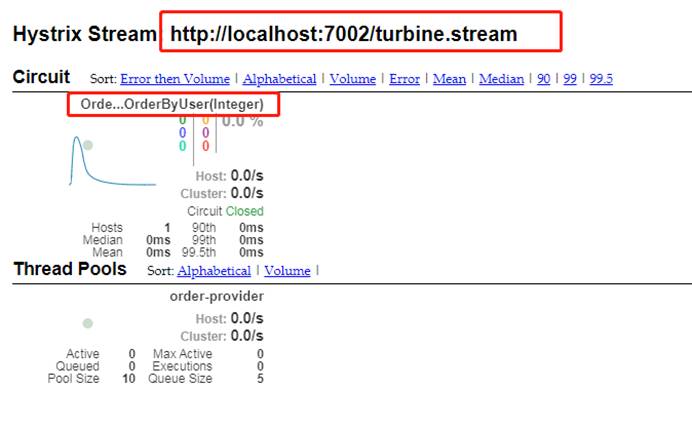 Hystrix Stream: http://localhost:7002/turbine.stream
Circuit Sort: Error then Volume | Alphabetical | Volume | Error | Mean | Median | 90 | 99 | 99.5
Orde...OrderByUser(Integer)
0 0 0.0 %
0 0
0 0
Host: 0.0/s
Cluster: 0.0/s
Circuit Closed
Hosts 1 90th 0ms
Median 0ms 99th 0ms
Mean 0ms 99.5th 0ms
Thread Pools Sort: Alphabetical | Volume |
order-provider
Host: 0.0/s
Cluster: 0.0/s
Active 0 Max Active 0
Queued 0 Executions 0
Pool Size 10 Queue Size 5